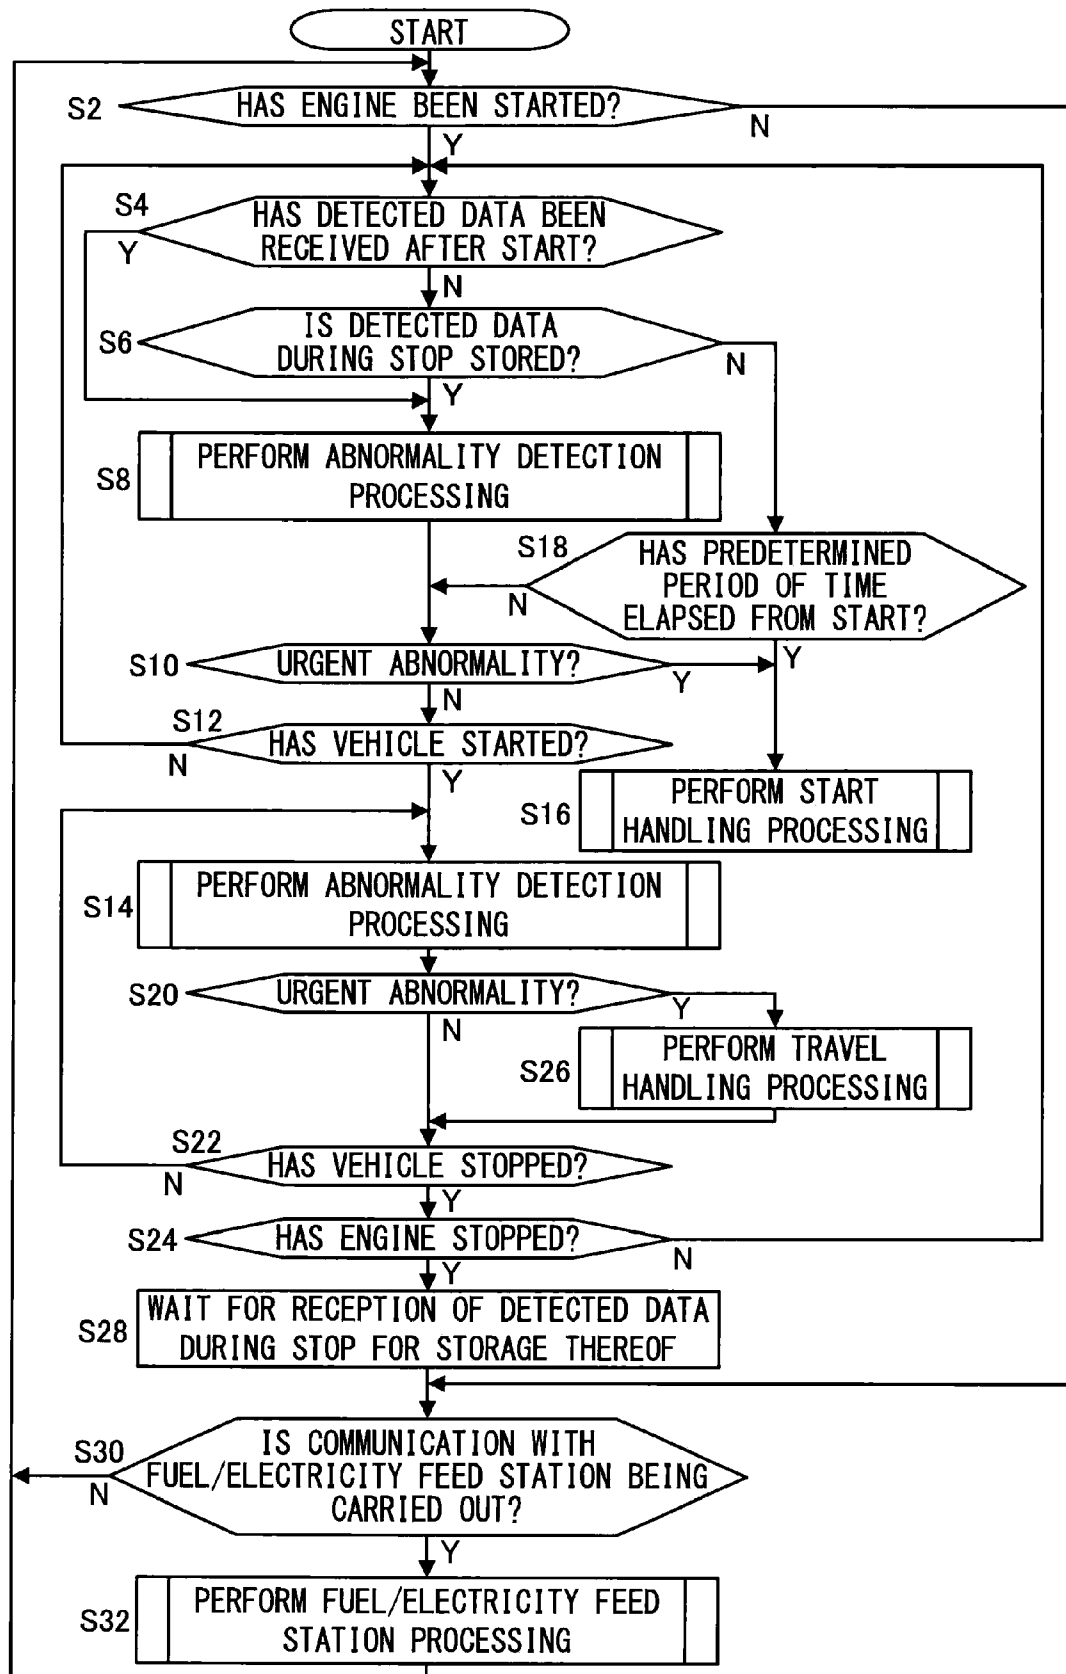 START
S2
HAS ENGINE BEEN STARTED?
N
Y
S4
HAS DETECTED DATA BEEN
RECEIVED AFTER START?
Y
N
S6
IS DETECTED DATA
DURING STOP STORED?
N
Y
S8
PERFORM ABNORMALITY DETECTION
PROCESSING
S18
HAS PREDETERMINED
PERIOD OF TIME
ELAPSED FROM START?
N
Y
S10
URGENT ABNORMALITY?
Y
N
S12
HAS VEHICLE STARTED?
N
Y
S16
PERFORM START
HANDLING PROCESSING
S14
PERFORM ABNORMALITY DETECTION
PROCESSING
S20
URGENT ABNORMALITY?
Y
N
S26
PERFORM TRAVEL
HANDLING PROCESSING
S22
HAS VEHICLE STOPPED?
N
Y
S24
HAS ENGINE STOPPED?
N
Y
S28
WAIT FOR RECEPTION OF DETECTED DATA
DURING STOP FOR STORAGE THEREOF
S30
IS COMMUNICATION WITH
FUEL/ELECTRICITY FEED STATION BEING
CARRIED OUT?
N
Y
S32
PERFORM FUEL/ELECTRICITY FEED
STATION PROCESSING